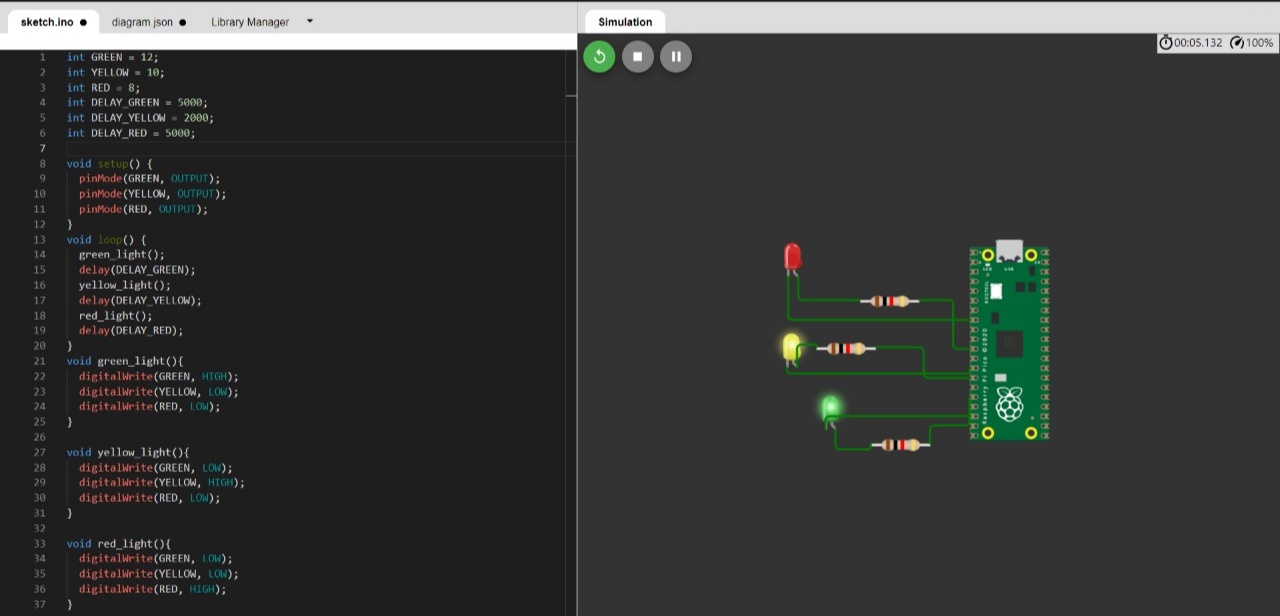 sketch.ino
diagram.json
Library Manager
Simulation
00:05.132
100%
1 int GREEN = 12;
2 int YELLOW = 10;
3 int RED = 8;
4 int DELAY_GREEN = 5000;
5 int DELAY_YELLOW = 2000;
6 int DELAY_RED = 5000;
7
8 void setup() {
9 pinMode(GREEN, OUTPUT);
10 pinMode(YELLOW, OUTPUT);
11 pinMode(RED, OUTPUT);
12 }
13 void loop() {
14 green_light();
15 delay(DELAY_GREEN);
16 yellow_light();
17 delay(DELAY_YELLOW);
18 red_light();
19 delay(DELAY_RED);
20 }
21 void green_light(){
22 digitalWrite(GREEN, HIGH);
23 digitalWrite(YELLOW, LOW);
24 digitalWrite(RED, LOW);
25 }
26
27 void yellow_light(){
28 digitalWrite(GREEN, LOW);
29 digitalWrite(YELLOW, HIGH);
30 digitalWrite(RED, LOW);
31 }
32
33 void red_light(){
34 digitalWrite(GREEN, LOW);
35 digitalWrite(YELLOW, LOW);
36 digitalWrite(RED, HIGH);
37 }
LED
USB
BOOTSEL
Raspberry Pi Pico ©2020